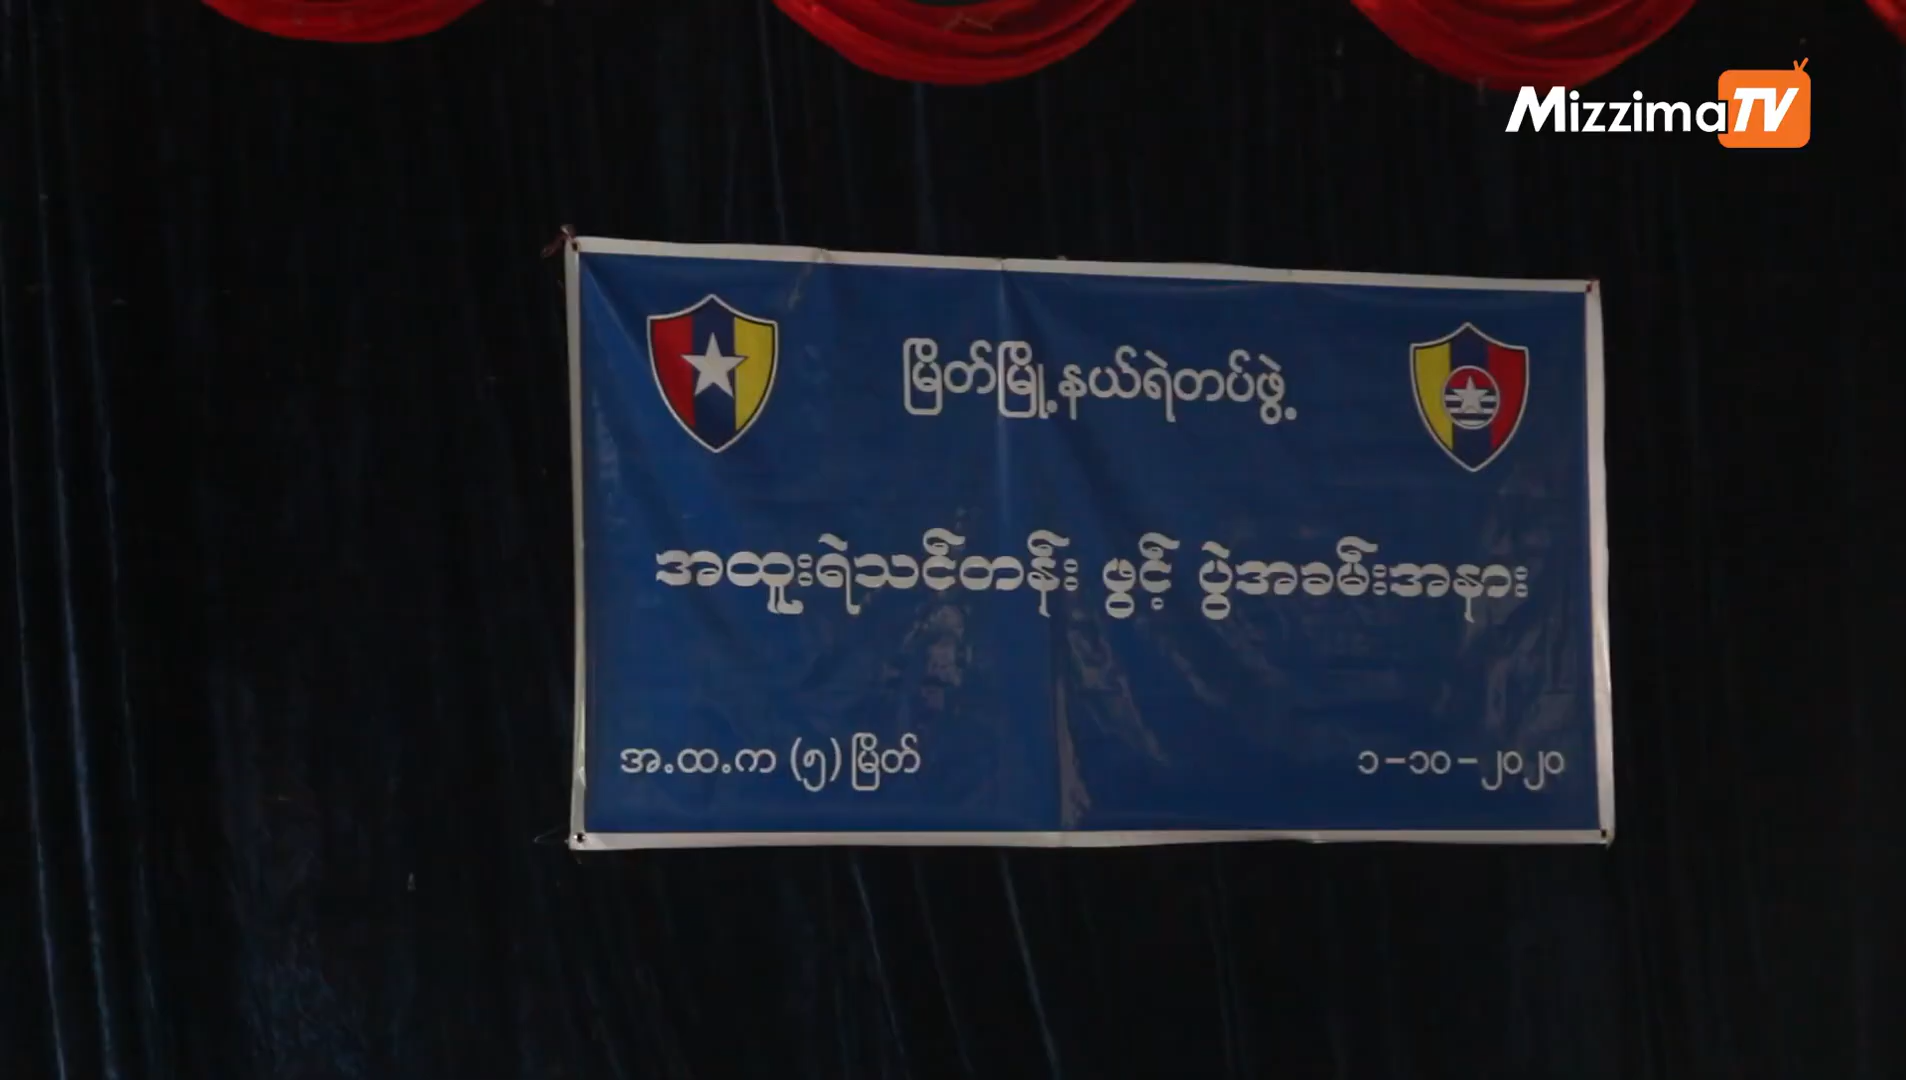 MizzimaTV
မြိတ်မြို့နယ်ရဲတပ်ဖွဲ့
အထူးရဲသင်တန်း ဖွင့် ပွဲအခမ်းအနား
အ.ထ.က (၅) မြိတ်
၁-၁၀-၂၀၂၀